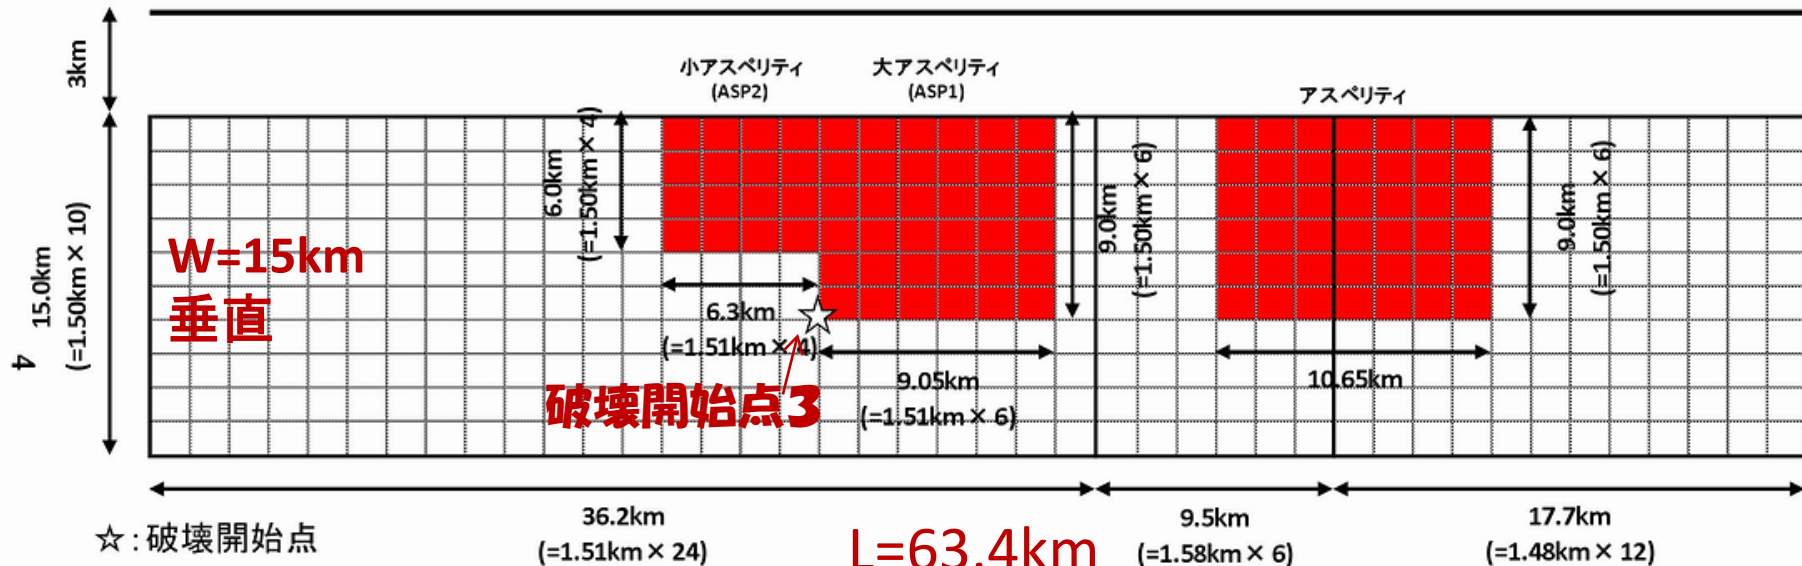 3km
小アスペリティ
(ASP2)
大アスペリティ
(ASP1)
アスペリティ
15.0km
(=1.50km×10)
4
W=15km
垂直
6.0km
(=1.50km×4)
6.3km
(=1.51km×4)
破壊開始点3
9.05km
(=1.51km×6)
9.0km
(=1.50km×6)
10.65km
9.0km
(=1.50km×6)
☆:破壊開始点
36.2km
(=1.51km×24)
L=63.4km
9.5km
(=1.58km×6)
17.7km
(=1.48km×12)